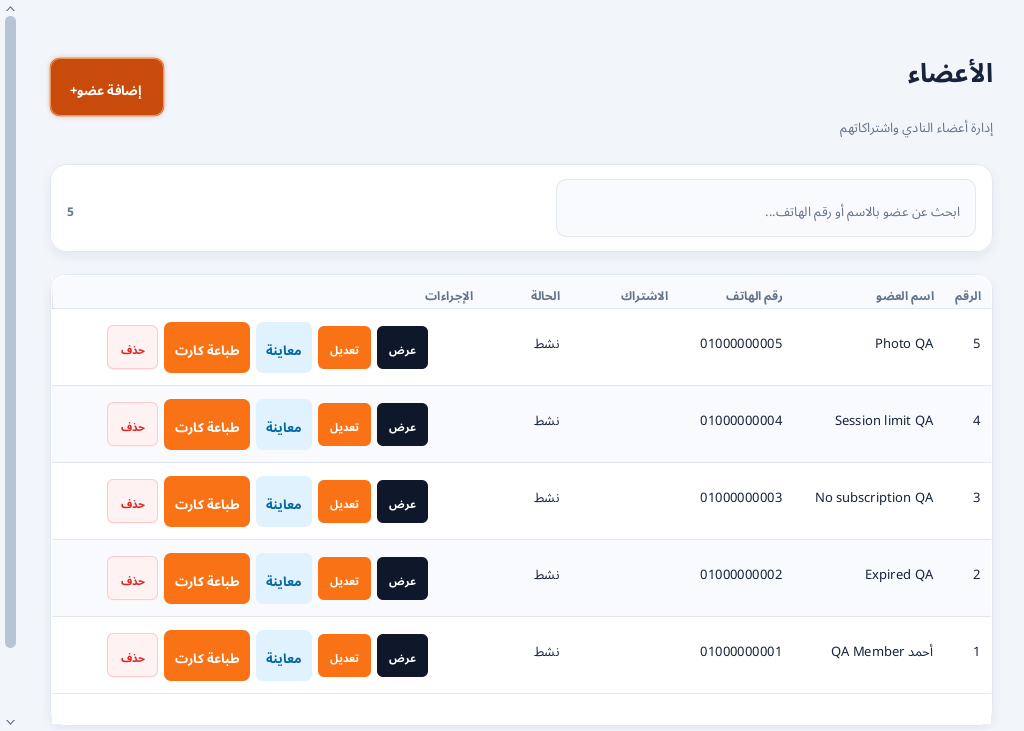 الأعضاء
إضافة عضو+
إدارة أعضاء النادي واشتراكاتهم
ابحث عن عضو بالاسم أو رقم الهاتف...
5
الرقم اسم العضو رقم الهاتف الاشتراك الحالة الإجراءات
5 Photo QA 01000000005 نشط عرض تعديل معاينة طباعة كارت حذف
4 Session limit QA 01000000004 نشط عرض تعديل معاينة طباعة كارت حذف
3 No subscription QA 01000000003 نشط عرض تعديل معاينة طباعة كارت حذف
2 Expired QA 01000000002 نشط عرض تعديل معاينة طباعة كارت حذف
1 أحمد QA Member 01000000001 نشط عرض تعديل معاينة طباعة كارت حذف